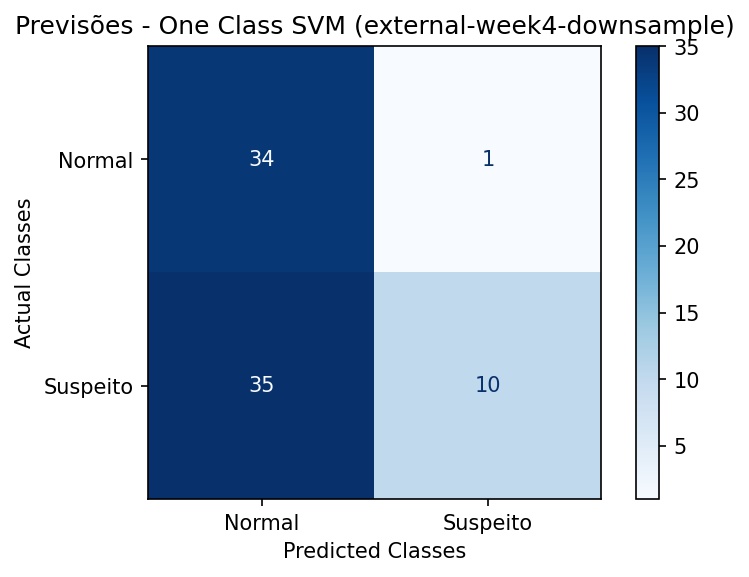 Previsões - One Class SVM (external-week4-downsample)
Actual Classes
Normal
Suspeito
34
1
35
10
Normal
Suspeito
Predicted Classes
35
30
25
20
15
10
5